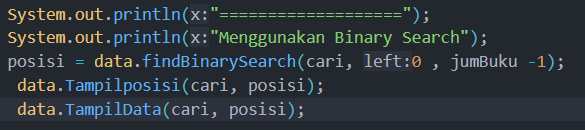 System.out.println(x:"===================");
System.out.println(x:"Menggunakan Binary Search");
posisi = data.findBinarySearch(cari, left:0 , jumBuku -1);
data.Tampilposisi(cari, posisi);
data.TampilData(cari, posisi);